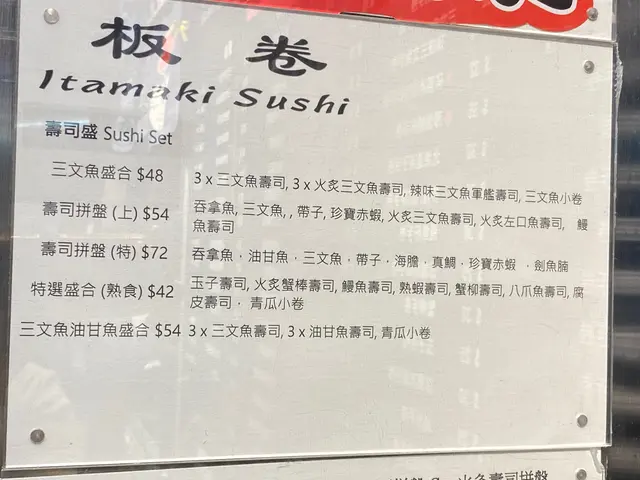 板 卷
Itamaki Sushi
壽司盛 Sushi Set
三文魚盛合 $48 3 x 三文魚壽司, 3 x 火炙三文魚壽司, 辣味三文魚軍艦壽司, 三文魚小卷
壽司拼盤 (上) $54 吞拿魚, 三文魚, , 帶子, 珍寶赤蝦, 火炙三文魚壽司, 火炙左口魚壽司, 鰻
魚壽司
壽司拼盤 (特) $72 吞拿魚﹐油甘魚﹐三文魚﹐帶子﹐海膽﹐真鯛﹐珍寶赤蝦 ﹐劍魚腩
特選盛合 (熟食) $42 玉子壽司, 火炙蟹棒壽司, 鰻魚壽司, 熟蝦壽司, 蟹柳壽司, 八爪魚壽司, 腐
皮壽司﹐ 青瓜小卷
三文魚油甘魚盛合 $54 3 x 三文魚壽司, 3 x 油甘魚壽司, 青瓜小卷